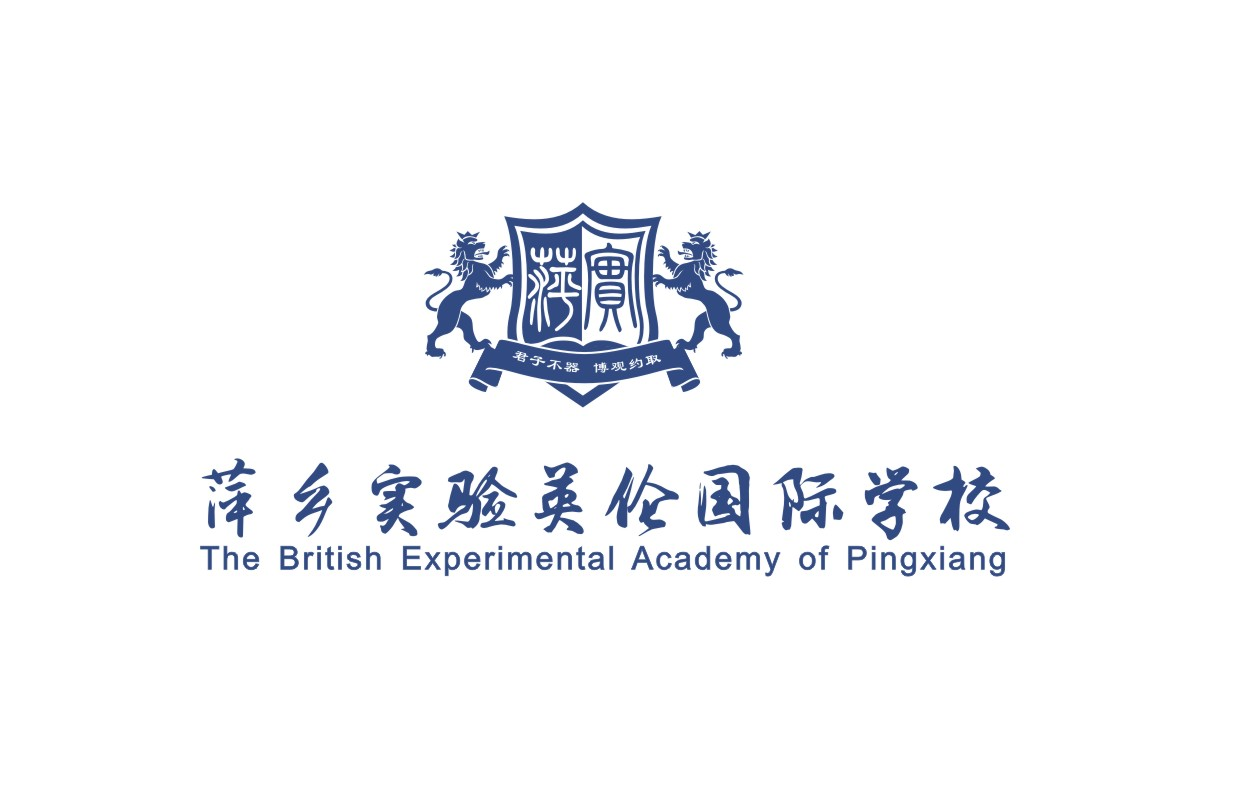 萍實
君子不器 博观约取
萍乡实验英伦国际学校
The British Experimental Academy of Pingxiang